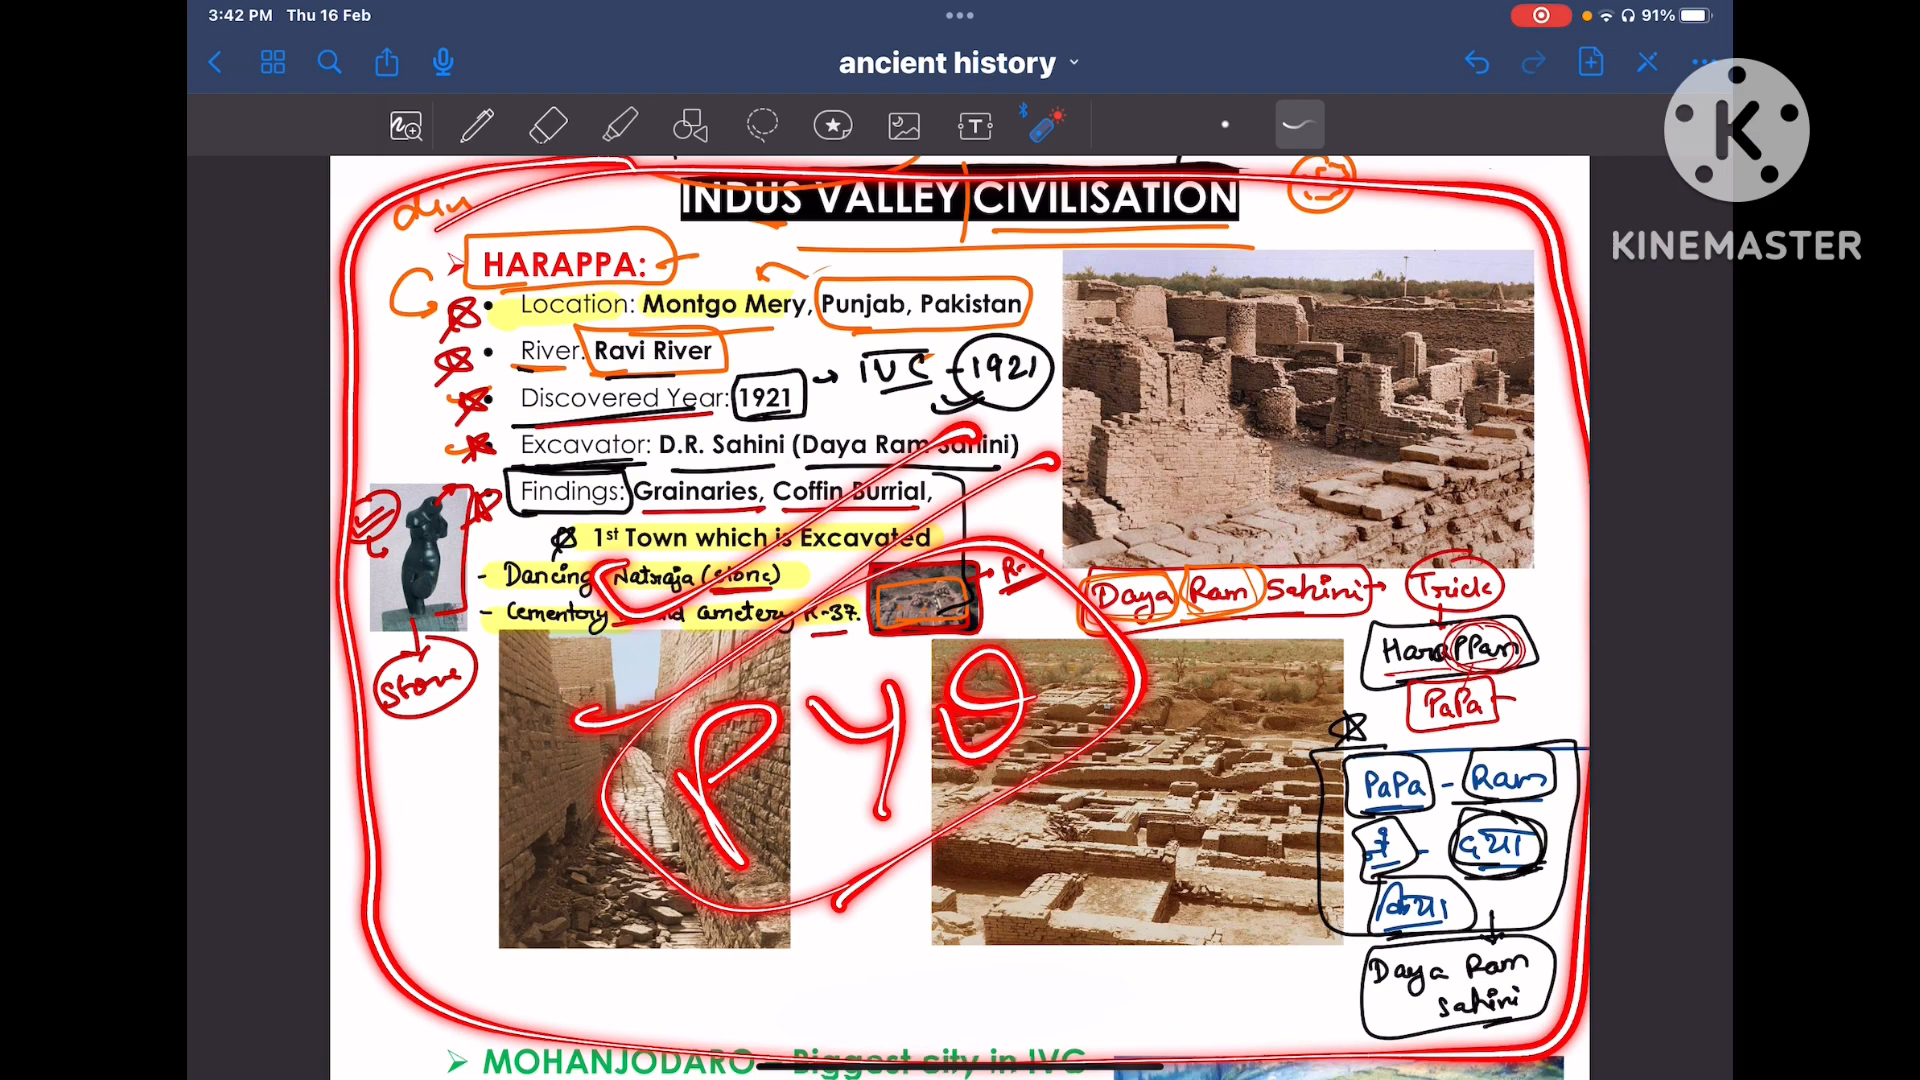 3:42 PM Thu 16 Feb
91%
ancient history
KINEMASTER
INDUS VALLEY CIVILISATION
HARAPPA:
Location: Montgo Mery, Punjab, Pakistan
River: Ravi River
Discovered Year: 1921 → IVC - 1921
Excavator: D.R. Sahini (Daya Ram Sahini)
Findings: Grainaries, Coffin Burrial,
1st Town which is Excavated
- Dancing Natraja (stone)
- Cementory R-37.
Stone
R-
Daya Ram Sahini → Trick
Harappan
PaPa
PaPa - Ram
ने - दया
किया
Daya Ram
Sahini
PYQ
MOHANJODARO - Biggest city in IVC